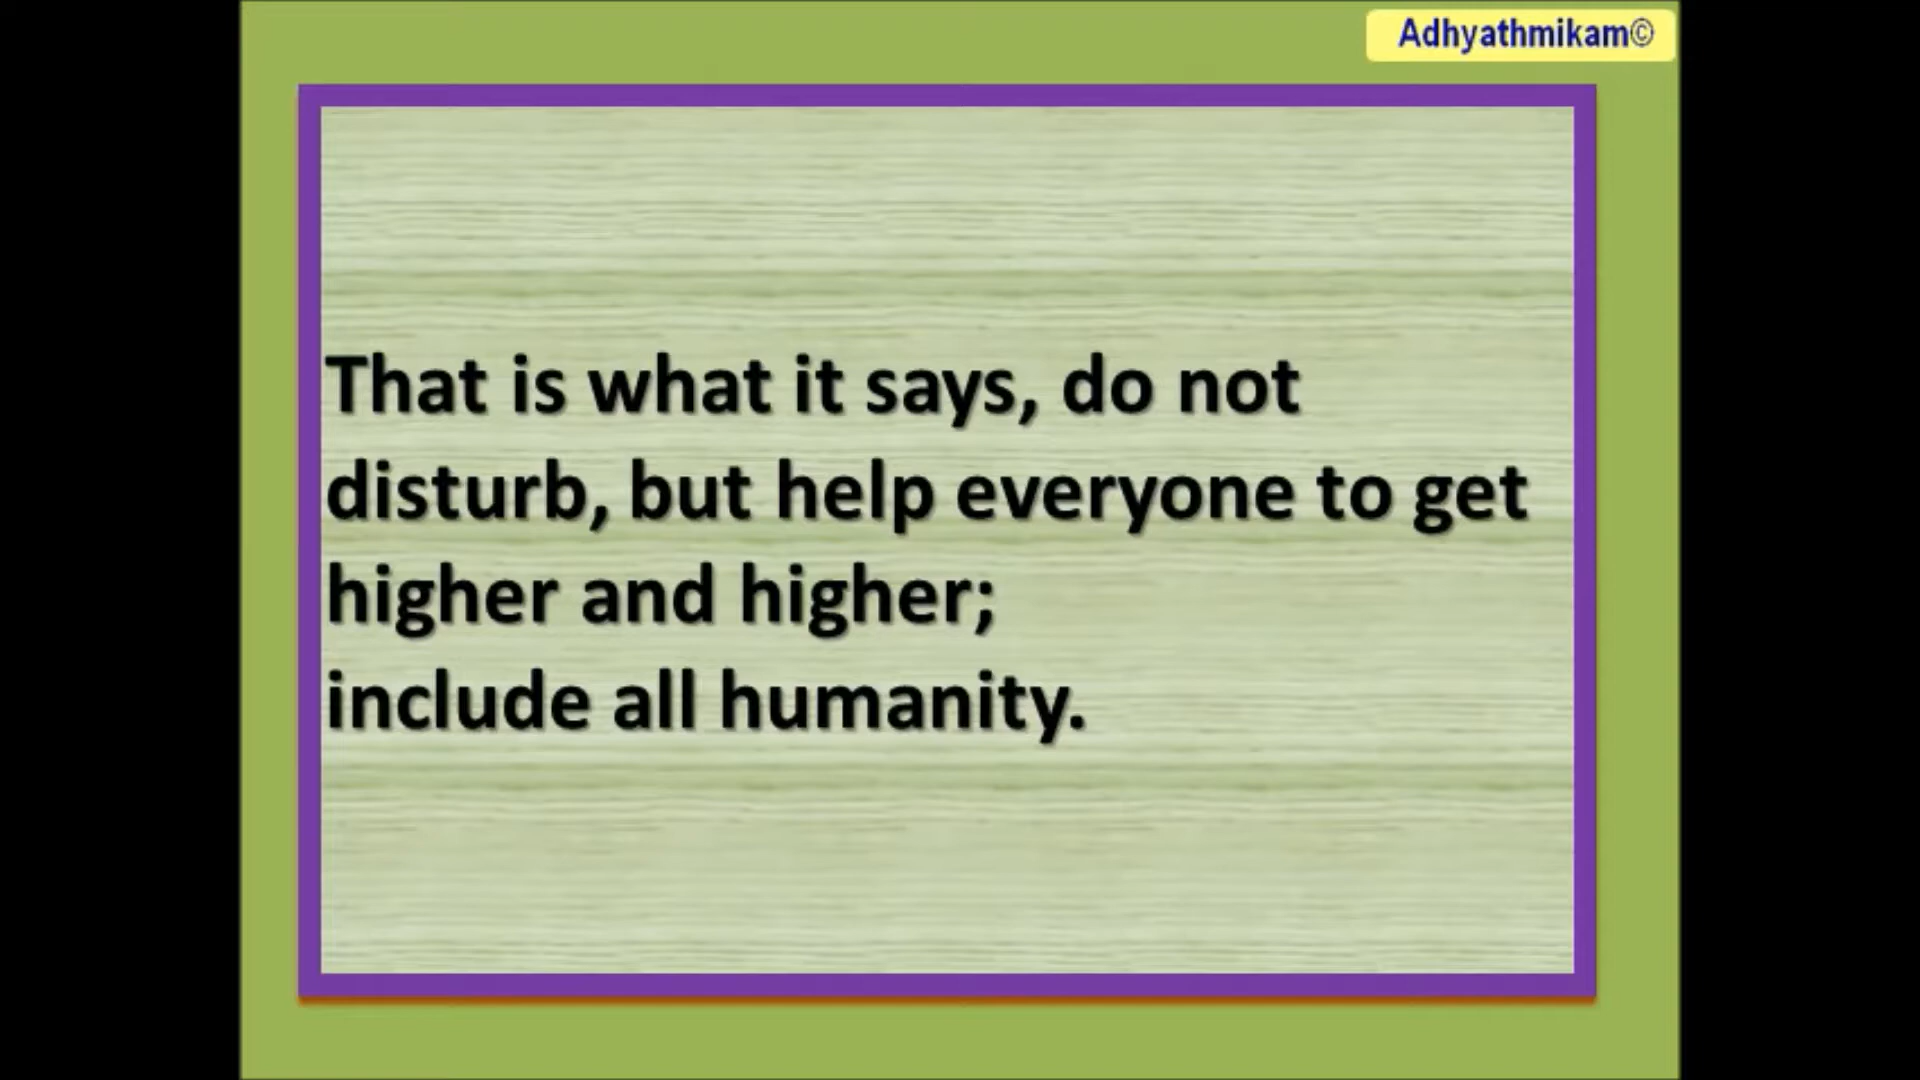 Adhyathmikam©
That is what it says, do not
disturb, but help everyone to get
higher and higher;
include all humanity.